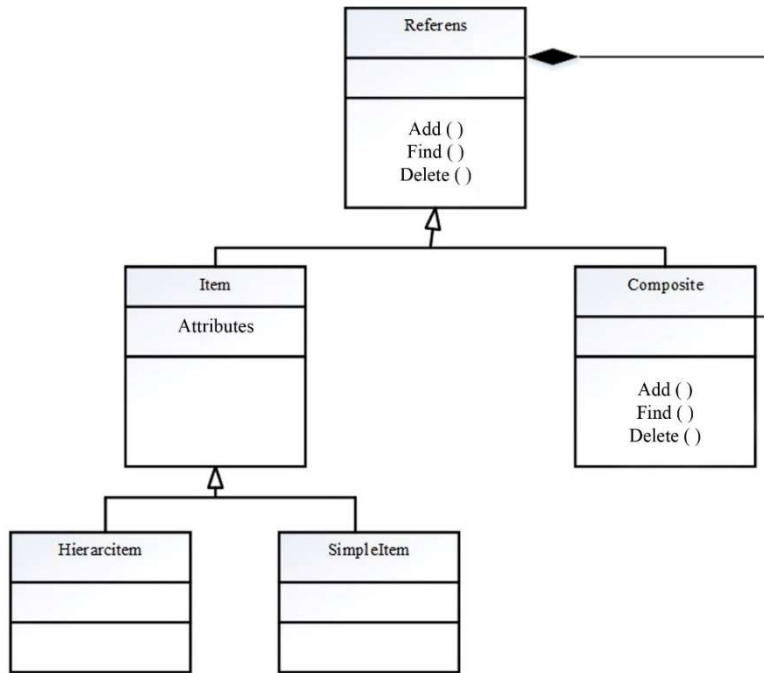 Referens
Add ( )
Find ( )
Delete ( )
Item
Attributes
Composite
Add ( )
Find ( )
Delete ( )
Hierarcitem
SimpleItem